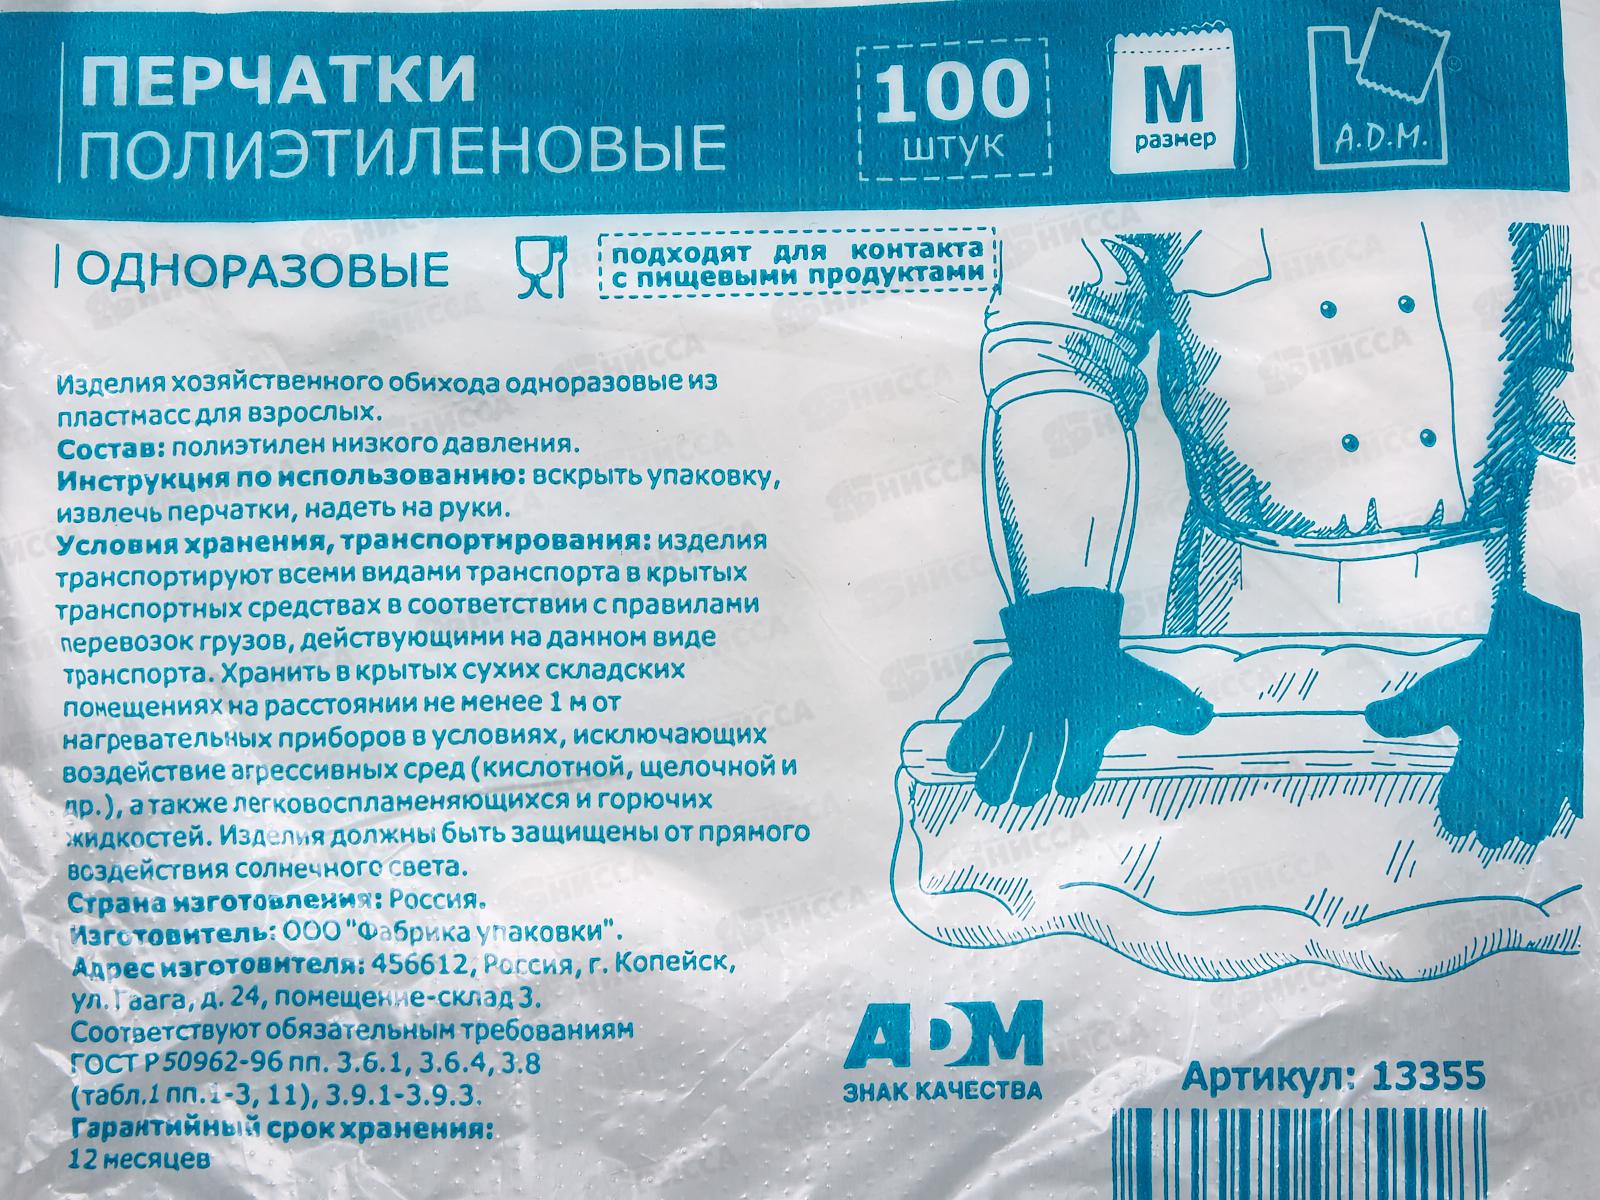 ПЕРЧАТКИ
ПОЛИЭТИЛЕНОВЫЕ
100
штук
М
размер
A.D.M.
ОДНОРАЗОВЫЕ
подходят для контакта
с пищевыми продуктами
Изделия хозяйственного обихода одноразовые из
пластмасс для взрослых.
Состав: полиэтилен низкого давления.
Инструкция по использованию: вскрыть упаковку,
извлечь перчатки, надеть на руки.
Условия хранения, транспортирования: изделия
транспортируют всеми видами транспорта в крытых
транспортных средствах в соответствии с правилами
перевозок грузов, действующими на данном виде
транспорта. Хранить в крытых сухих складских
помещениях на расстоянии не менее 1 м от
нагревательных приборов в условиях, исключающих
воздействие агрессивных сред (кислотной, щелочной и
др.), а также легковоспламеняющихся и горючих
жидкостей. Изделия должны быть защищены от прямого
воздействия солнечного света.
Страна изготовления: Россия.
Изготовитель: ООО "Фабрика упаковки".
Адрес изготовителя: 456612, Россия, г. Копейск,
ул. Гаага, д. 24, помещение-склад 3.
Соответствуют обязательным требованиям
ГОСТ Р 50962-96 пп. 3.6.1, 3.6.4, 3.8
(табл.1 пп.1-3, 11), 3.9.1-3.9.3.
Гарантийный срок хранения:
12 месяцев
ADM
ЗНАК КАЧЕСТВА
Артикул: 13355
НИССА